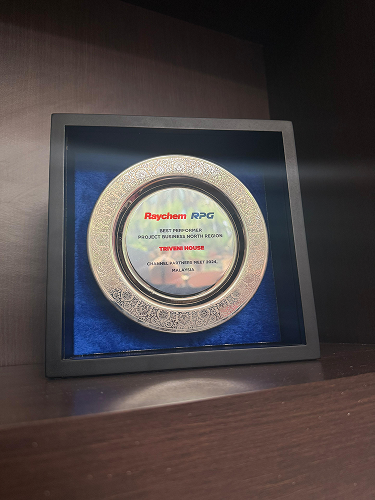 Raychem RPG
BEST PERFORMER
PROJECT BUSINESS NORTH REGION
TRIVENI HOUSE
CHANNEL PARTNERS MEET 2024,
MALAYSIA